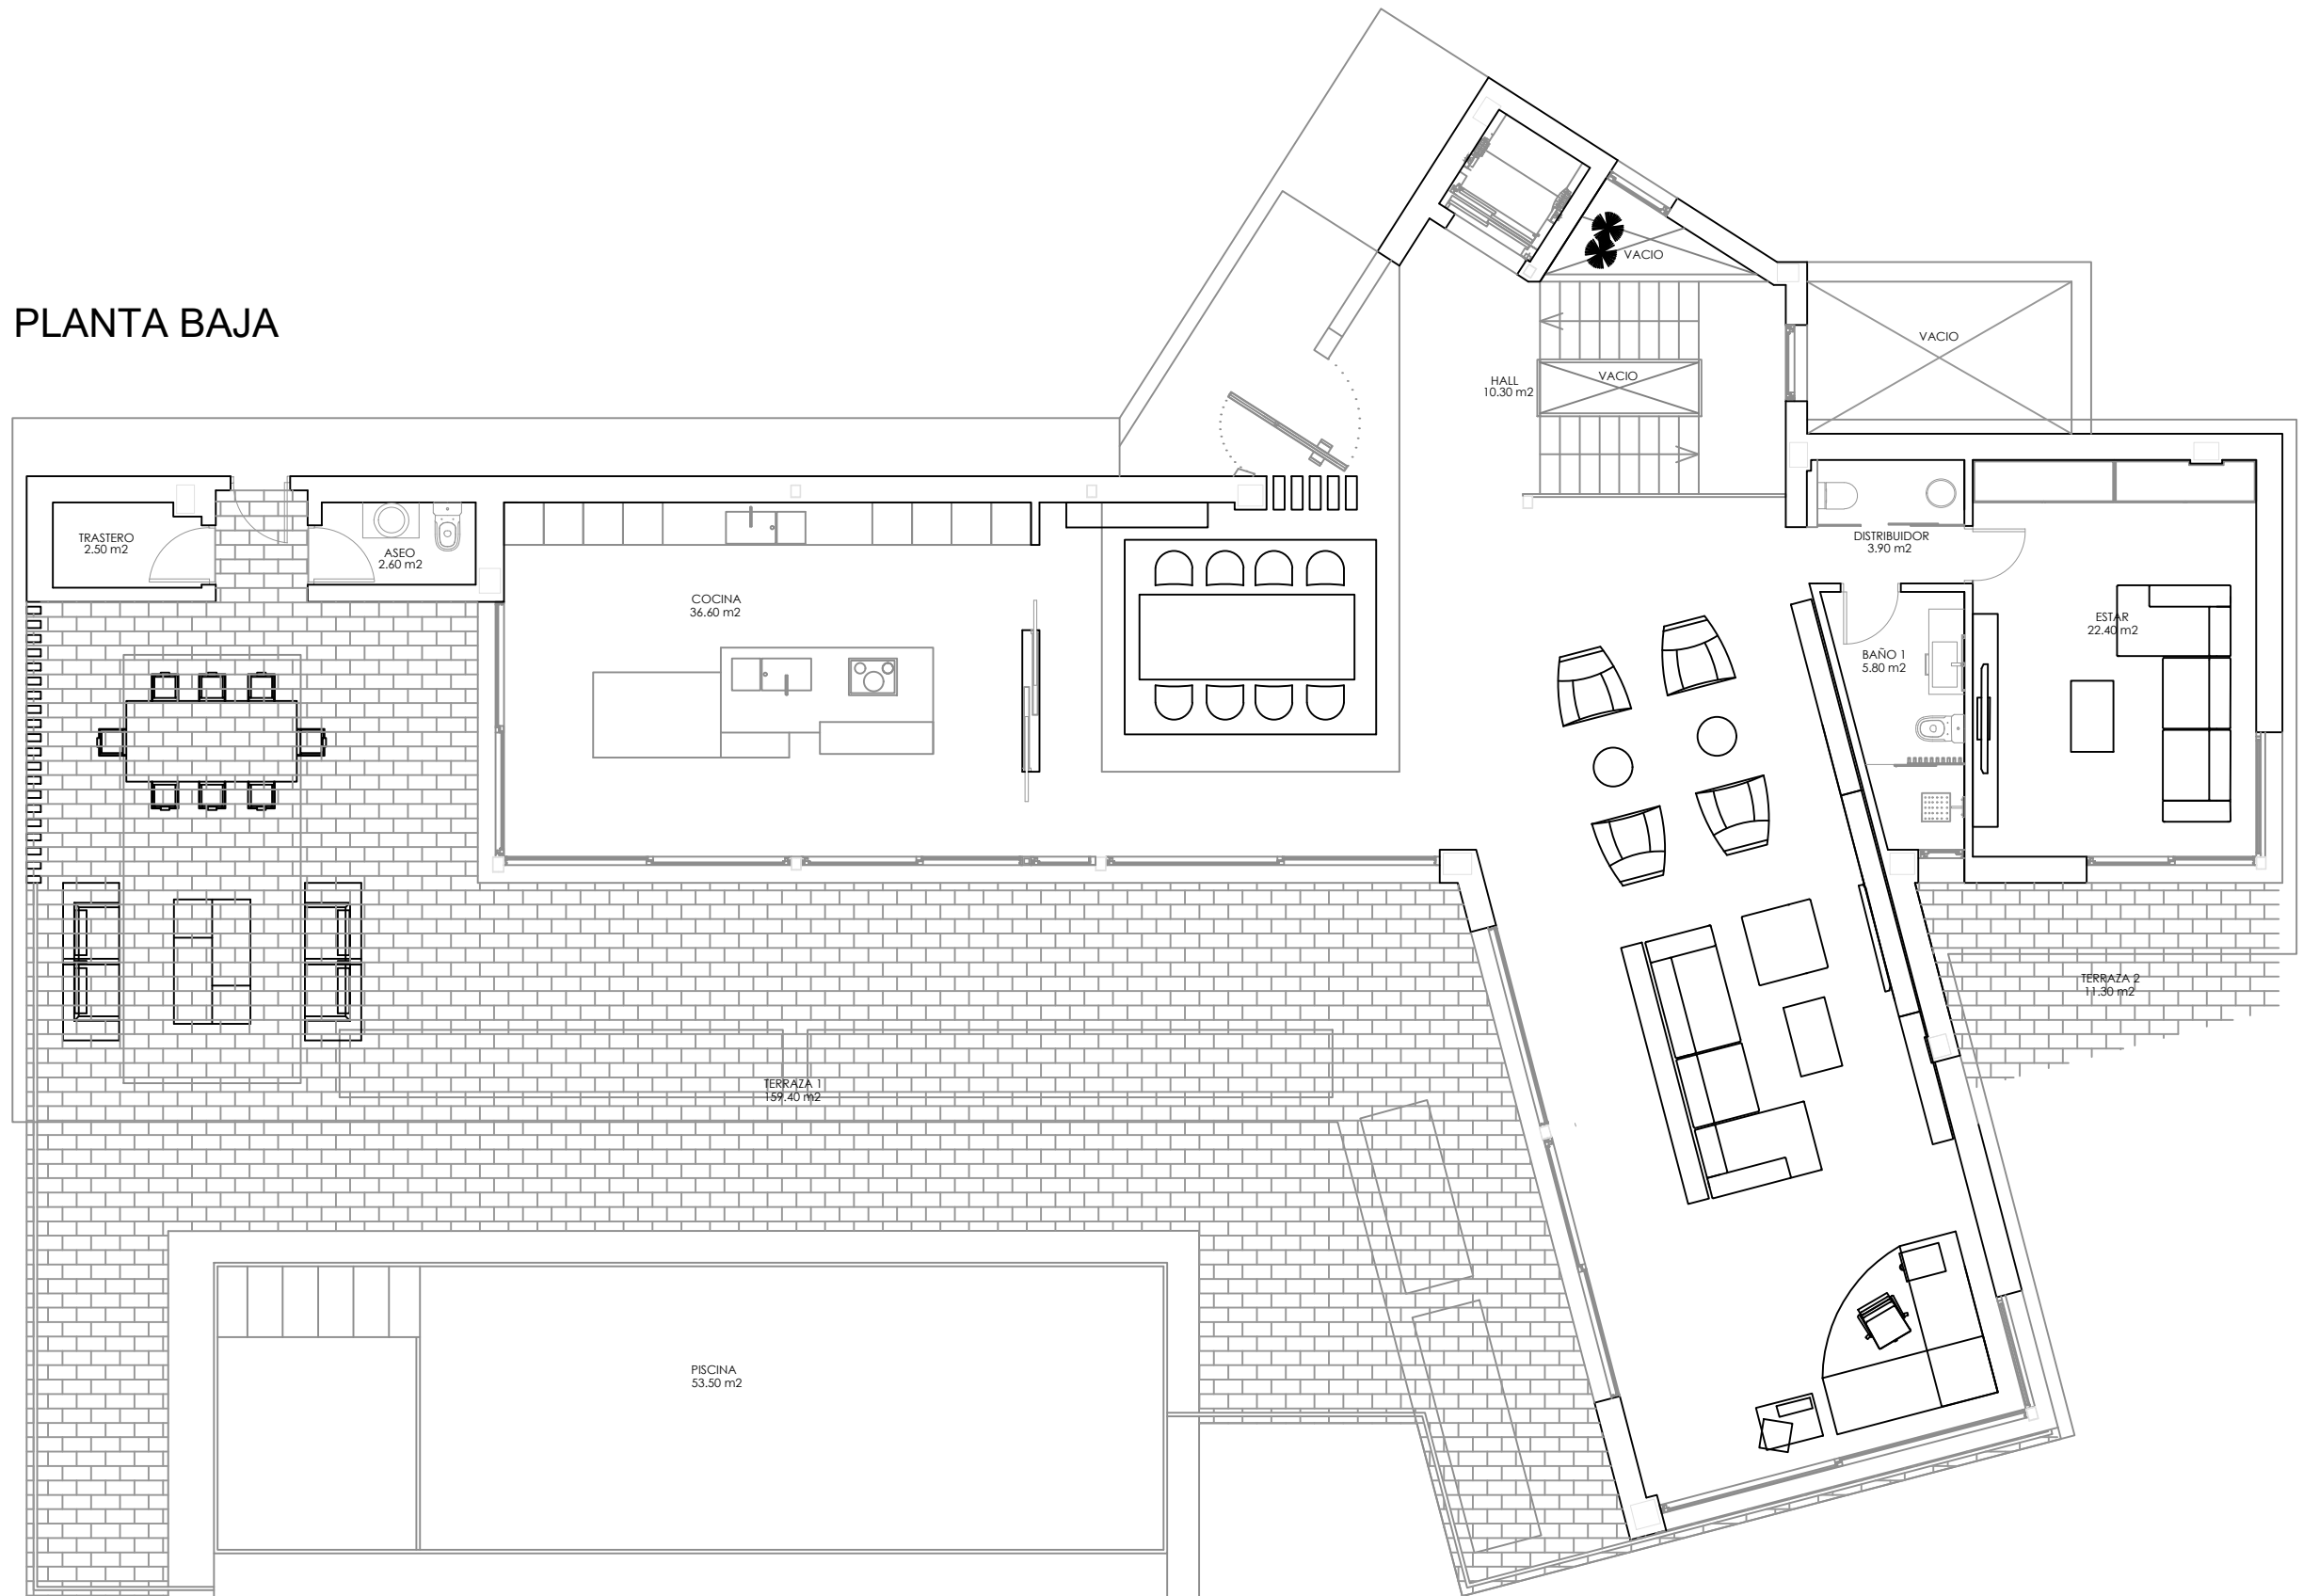 PLANTA BAJA
VACIO
VACIO
VACIO
HALL
10.30 m2
TRASTERO
2.50 m2
ASEO
2.60 m2
DISTRIBUIDOR
3.90 m2
COCINA
36.60 m2
ESTAR
22.40 m2
BAÑO 1
5.80 m2
TERRAZA 2
11.30 m2
TERRAZA 1
159.40 m2
PISCINA
53.50 m2